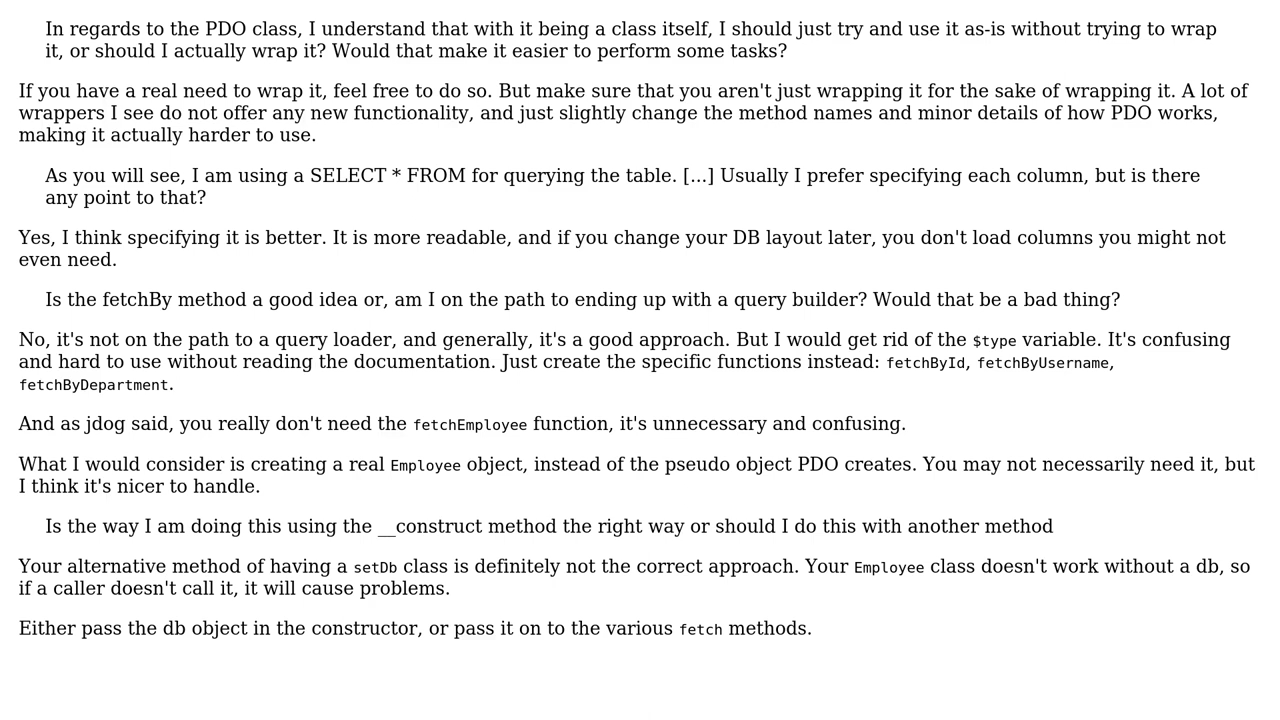 In regards to the PDO class, I understand that with it being a class itself, I should just try and use it as-is without trying to wrap
it, or should I actually wrap it? Would that make it easier to perform some tasks?
If you have a real need to wrap it, feel free to do so. But make sure that you aren't just wrapping it for the sake of wrapping it. A lot of
wrappers I see do not offer any new functionality, and just slightly change the method names and minor details of how PDO works,
making it actually harder to use.
As you will see, I am using a SELECT * FROM for querying the table. [...] Usually I prefer specifying each column, but is there
any point to that?
Yes, I think specifying it is better. It is more readable, and if you change your DB layout later, you don't load columns you might not
even need.
Is the fetchBy method a good idea or, am I on the path to ending up with a query builder? Would that be a bad thing?
No, it's not on the path to a query loader, and generally, it's a good approach. But I would get rid of the $type variable. It's confusing
and hard to use without reading the documentation. Just create the specific functions instead: fetchById, fetchByUsername,
fetchByDepartment.
And as jdog said, you really don't need the fetchEmployee function, it's unnecessary and confusing.
What I would consider is creating a real Employee object, instead of the pseudo object PDO creates. You may not necessarily need it, but
I think it's nicer to handle.
Is the way I am doing this using the __construct method the right way or should I do this with another method
Your alternative method of having a setDb class is definitely not the correct approach. Your Employee class doesn't work without a db, so
if a caller doesn't call it, it will cause problems.
Either pass the db object in the constructor, or pass it on to the various fetch methods.